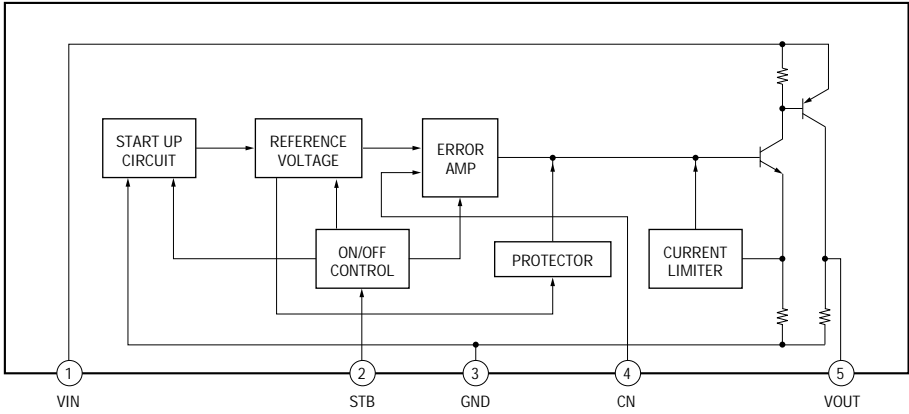 START UP
CIRCUIT
REFERENCE
VOLTAGE
ERROR
AMP
ON/OFF
CONTROL
PROTECTOR
CURRENT
LIMITER
1
2
3
4
5
VIN
STB
GND
CN
VOUT